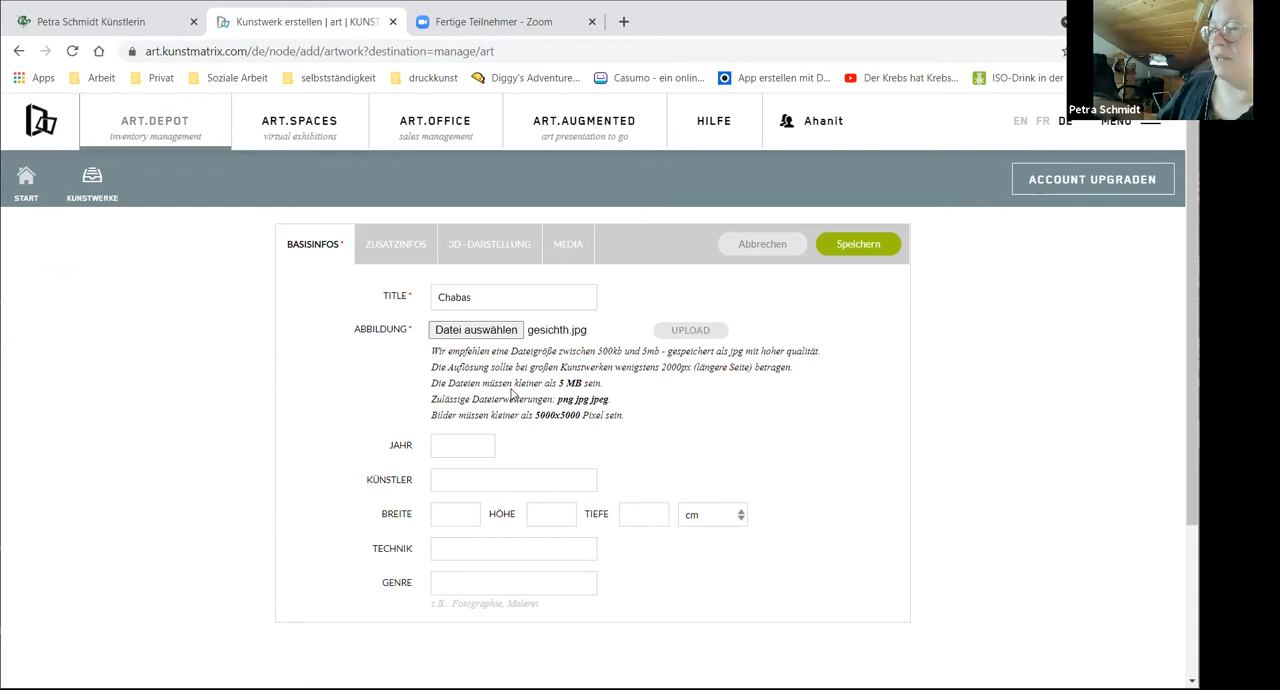 Petra Schmidt Künstlerin
Kunstwerk erstellen | art | KUNST
Fertige Teilnehmer - Zoom
art.kunstmatrix.com/de/node/add/artwork?destination=manage/art
Apps Arbeit Privat Soziale Arbeit selbstständigkeit druckkunst Diggy's Adventure... Casumo - ein onlin... App erstellen mit D... Der Krebs hat Krebs... ISO-Drink in der
Petra Schmidt
ART.DEPOT ART.SPACES ART.OFFICE ART.AUGMENTED HILFE Ahanit EN FR DE MENÜ
inventory management virtual exhibitions sales management art presentation to go
START KUNSTWERKE ACCOUNT UPGRADEN
BASISINFOS* ZUSATZINFOS 3D - DARSTELLUNG MEDIA Abbrechen Speichern
TITLE* Chabas
ABBILDUNG* Datei auswählen gesichth.jpg UPLOAD
Wir empfehlen eine Dateigröße zwischen 500kb und 5mb - gespeichert als jpg mit hoher qualität.
Die Auflösung sollte bei großen Kunstwerken wenigstens 2000px (längere Seite) betragen.
Die Dateien müssen kleiner als 5 MB sein.
Zulässige Dateierweiterungen: png jpg jpeg.
Bilder müssen kleiner als 5000x5000 Pixel sein.
JAHR
KÜNSTLER
BREITE HÖHE TIEFE cm
TECHNIK
GENRE
z.B.: Fotographie, Malerei